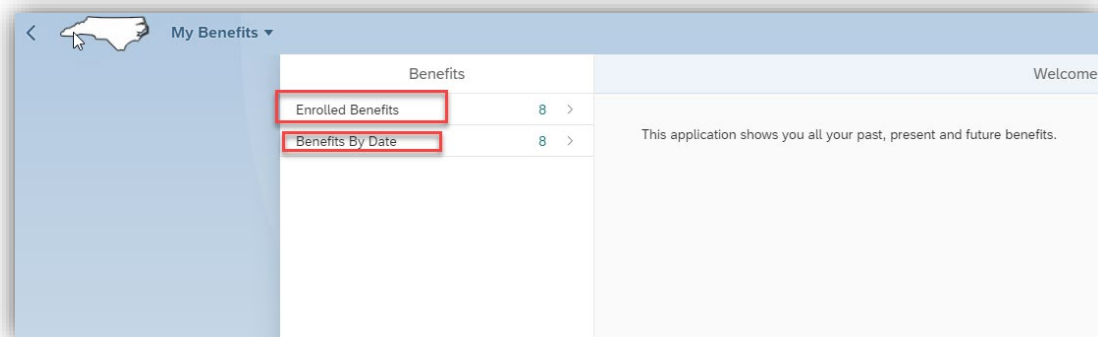 My Benefits
Benefits
Welcome
Enrolled Benefits 8
Benefits By Date 8
This application shows you all your past, present and future benefits.